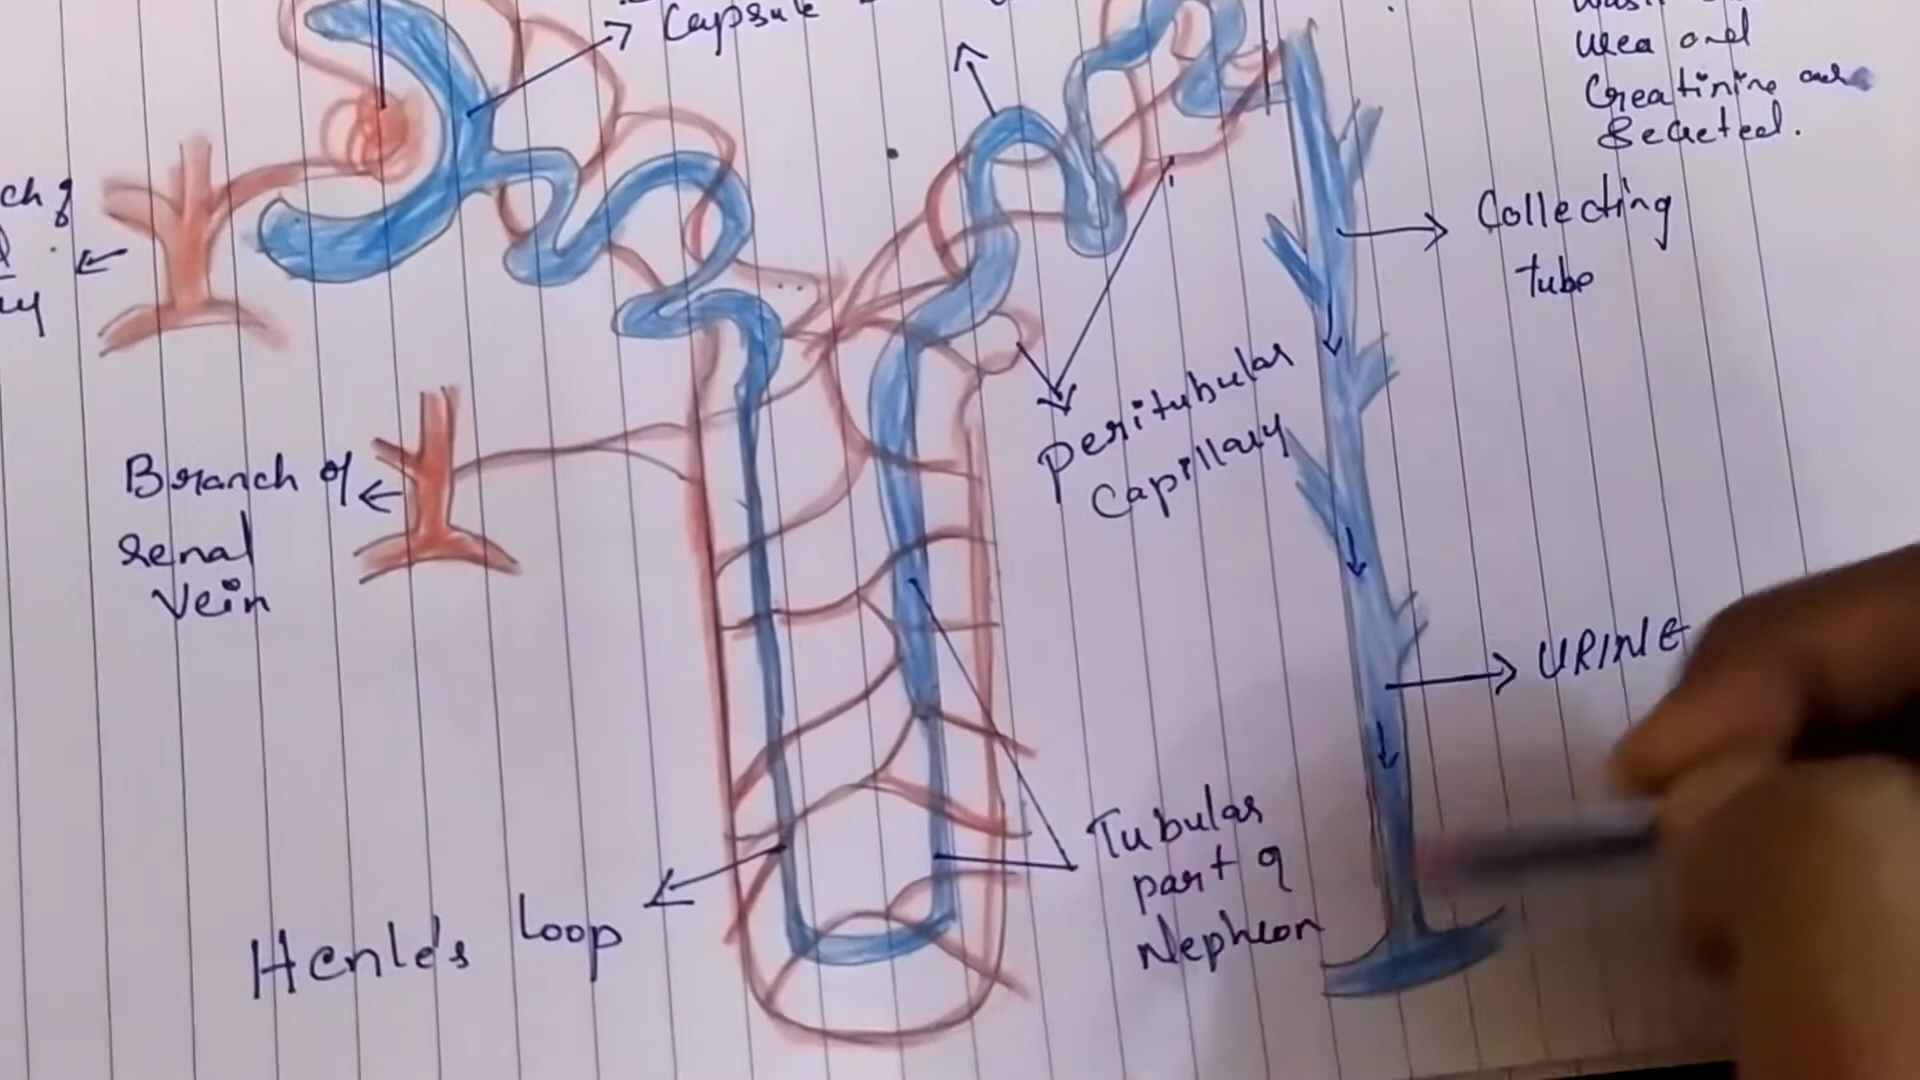 Capsule
Urea and
Creatinine are
Secreted.
Collecting
tube
Peritubular
Capillary
Branch of
renal
Vein
URINE
Tubular
part of
Nephron
Henle's Loop